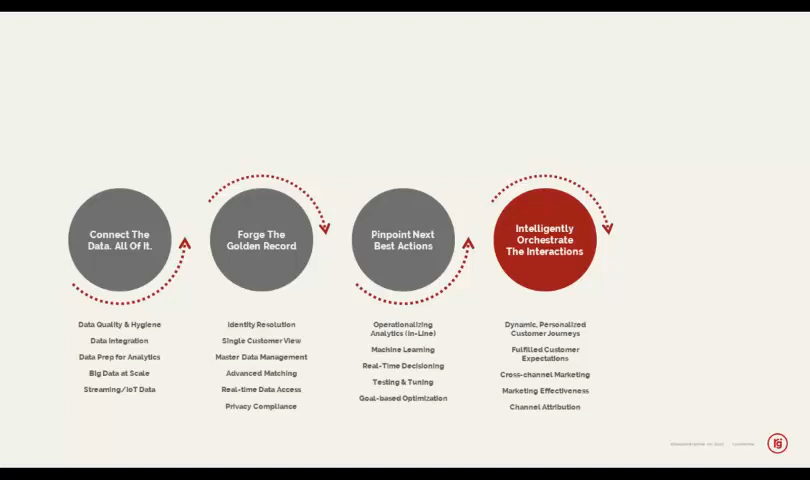 Connect The
Data. All Of It.
Forge The
Golden Record
Pinpoint Next
Best Actions
Intelligently
Orchestrate
The Interactions
Data Quality & Hygiene
Data Integration
Data Prep for Analytics
Big Data at Scale
Streaming/IoT Data
Identity Resolution
Single Customer View
Master Data Management
Advanced Matching
Real-time Data Access
Privacy Compliance
Operationalizing
Analytics (In-Line)
Machine Learning
Real-Time Decisioning
Testing & Tuning
Goal-based Optimization
Dynamic, Personalized
Customer Journeys
Fulfilled Customer
Expectations
Cross-channel Marketing
Marketing Effectiveness
Channel Attribution
rg